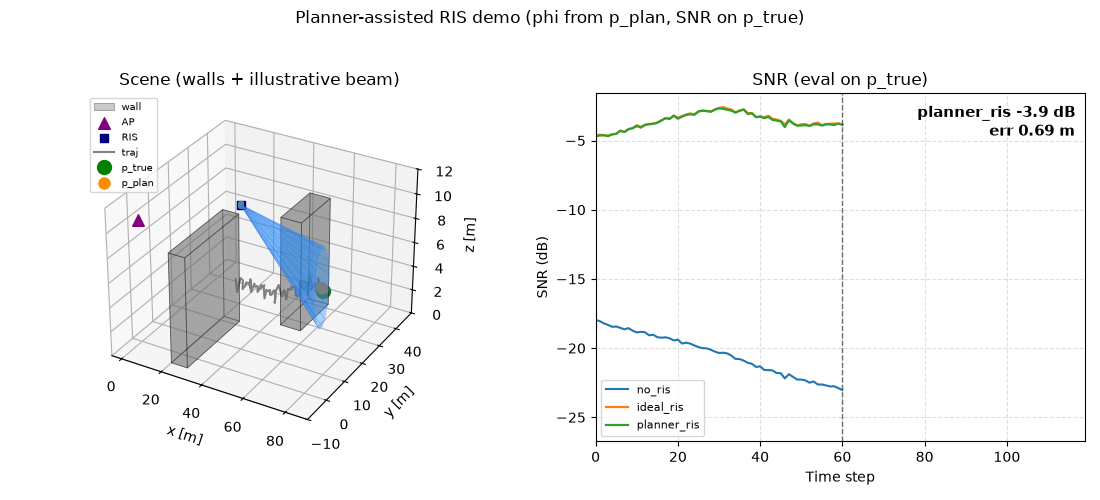 Planner-assisted RIS demo (phi from p_plan, SNR on p_true)
Scene (walls + illustrative beam)
wall
AP
RIS
traj
p_true
p_plan
0
20
40
60
80
x [m]
−10
0
10
20
30
40
y [m]
0
2
4
6
8
10
12
z [m]
SNR (eval on p_true)
planner_ris -3.9 dB
err 0.69 m
−5
−10
−15
−20
−25
SNR (dB)
no_ris
ideal_ris
planner_ris
0
20
40
60
80
100
Time step